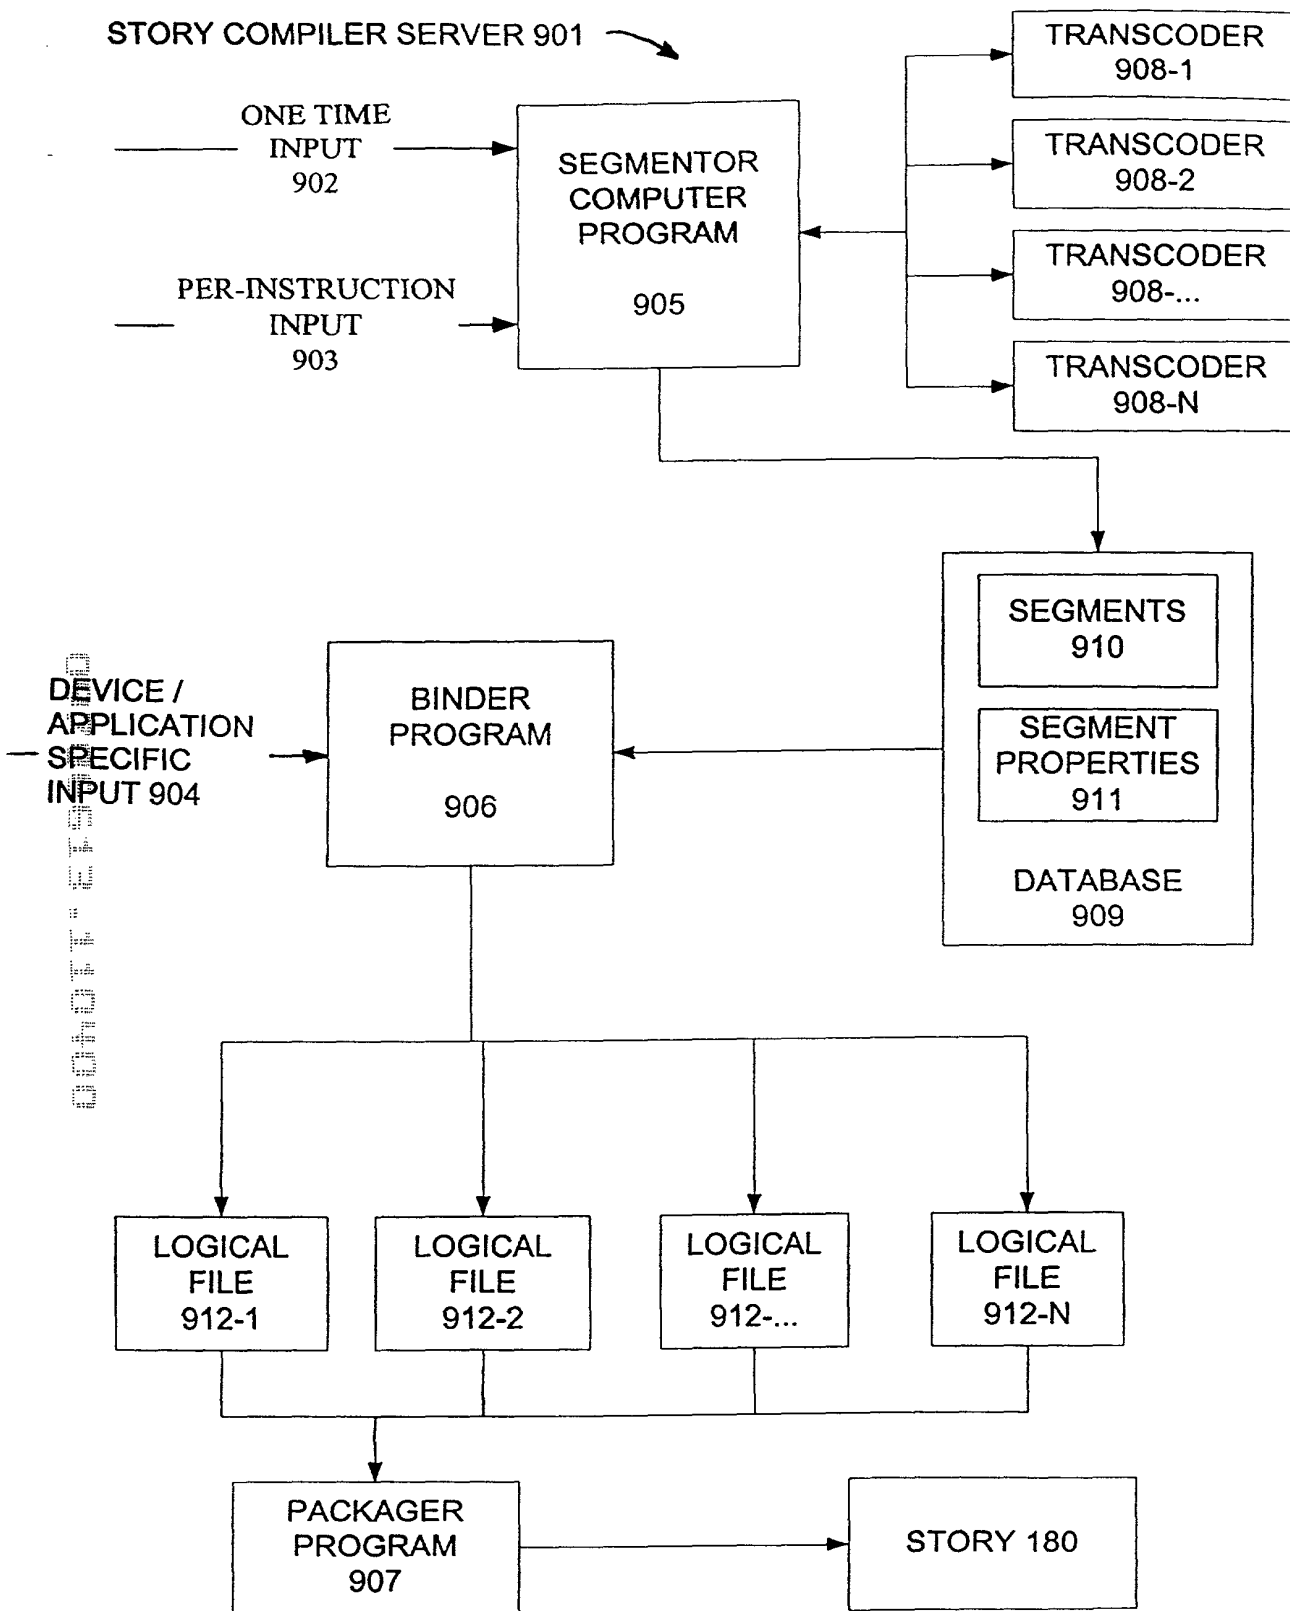 STORY COMPILER SERVER 901
TRANSCODER
908-1
ONE TIME
INPUT
902
TRANSCODER
908-2
SEGMENTOR
COMPUTER
PROGRAM
905
TRANSCODER
908-...
PER-INSTRUCTION
INPUT
903
TRANSCODER
908-N
SEGMENTS
910
SEGMENT
PROPERTIES
911
DATABASE
909
DEVICE /
APPLICATION
SPECIFIC
INPUT 904
BINDER
PROGRAM
906
LOGICAL
FILE
912-1
LOGICAL
FILE
912-2
LOGICAL
FILE
912-...
LOGICAL
FILE
912-N
PACKAGER
PROGRAM
907
STORY 180